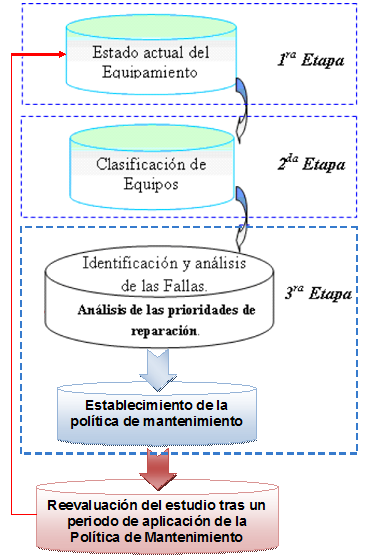 Estado actual del
Equipamiento
1ra Etapa
Clasificación de
Equipos
2da Etapa
Identificación y análisis
de las Fallas.
Análisis de las prioridades de
reparación.
3ra Etapa
Establecimiento de la
política de mantenimiento
Reevaluación del estudio tras un
periodo de aplicación de la
Política de Mantenimiento